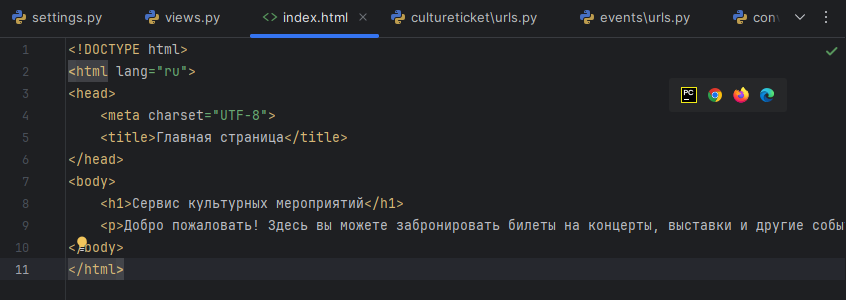 settings.py views.py <> index.html cultureticket\urls.py events\urls.py
1 <!DOCTYPE html>
2 <html lang="ru">
3 <head>
4 <meta charset="UTF-8">
5 <title>Главная страница</title>
6 </head>
7 <body>
8 <h1>Сервис культурных мероприятий</h1>
9 <p>Добро пожаловать! Здесь вы можете забронировать билеты на концерты, выставки и другие
10 </body>
11 </html>
PC